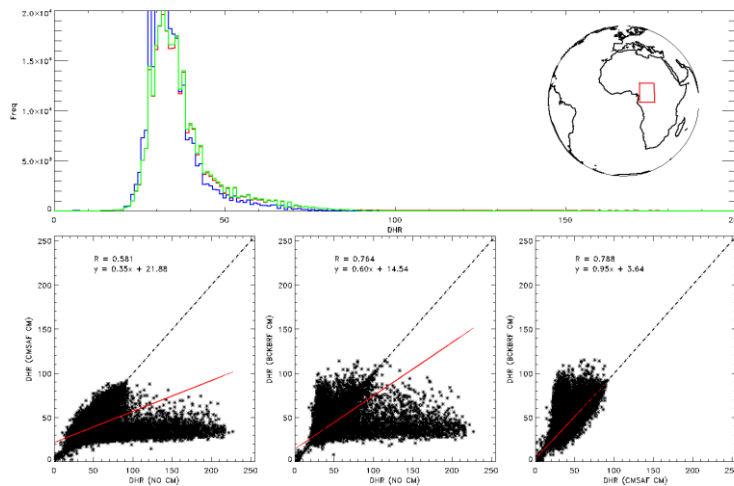 2.0×10⁴
1.5×10⁴
1.0×10⁴
5.0×10³
0
Freq
0 50 100 150
DHR
250
200
150
100
50
0
DHR (CMSAF CM)
R = 0.581
y = 0.35x + 21.88
0 50 100 150 200 250
DHR (NO CM)
250
200
150
100
50
0
DHR (BCKBRF CM)
R = 0.764
y = 0.60x + 14.54
0 50 100 150 200 250
DHR (NO CM)
250
200
150
100
50
0
DHR (BCKBRF CM)
R = 0.788
y = 0.95x + 3.64
0 50 100 150 200 250
DHR (CMSAF CM)